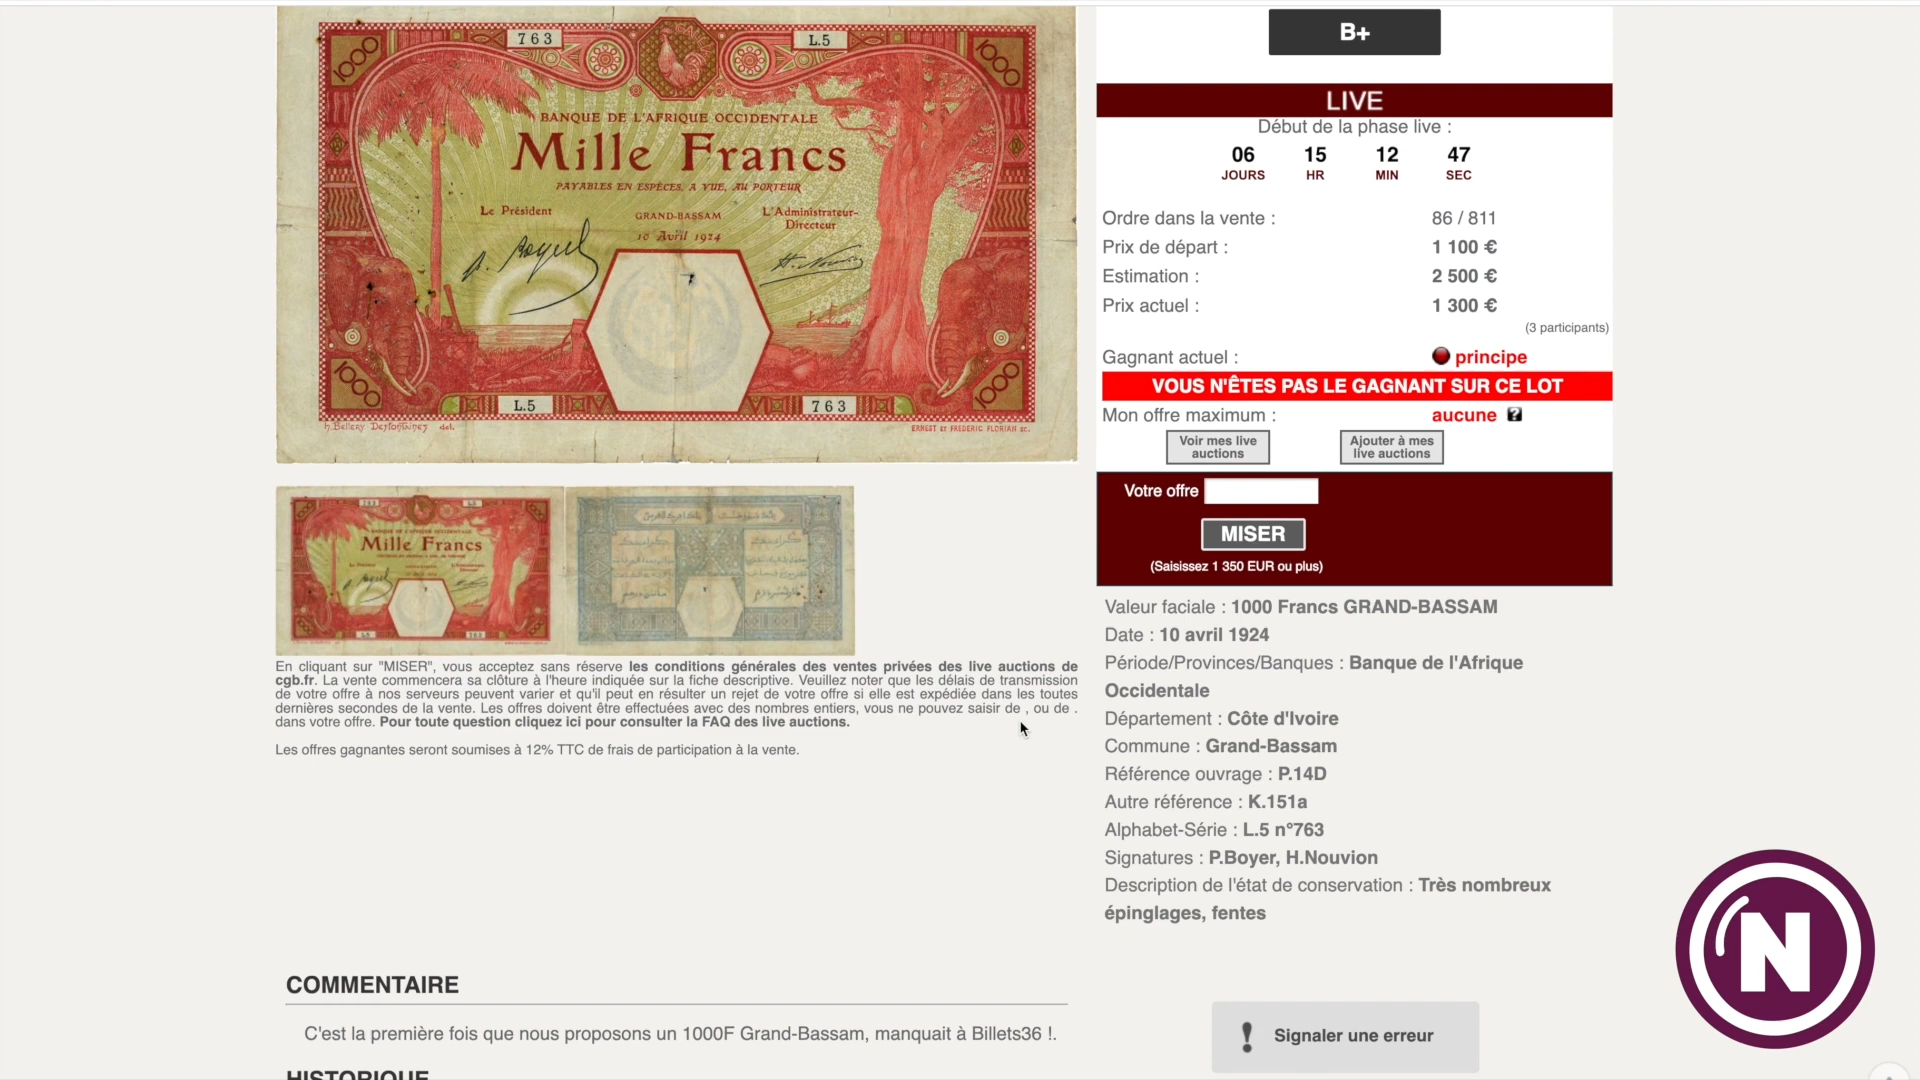 763
L.5
1000
1000
BANQUE DE L'AFRIQUE OCCIDENTALE
Mille Francs
PAYABLES EN ESPÈCES, A VUE, AU PORTEUR
Le Président
GRAND-BASSAM
L'Administrateur-
Directeur
10 Avril 1924
1000
1000
L.5
763
ERNEST ET FREDERIC FLORIAN sc.
Mille Francs
En cliquant sur "MISER", vous acceptez sans réserve les conditions générales des ventes privées des live auctions de
cgb.fr. La vente commencera sa clôture à l'heure indiquée sur la fiche descriptive. Veuillez noter que les délais de transmission
de votre offre à nos serveurs peuvent varier et qu'il peut en résulter un rejet de votre offre si elle est expédiée dans les toutes
dernières secondes de la vente. Les offres doivent être effectuées avec des nombres entiers, vous ne pouvez saisir de , ou de .
dans votre offre. Pour toute question cliquez ici pour consulter la FAQ des live auctions.
Les offres gagnantes seront soumises à 12% TTC de frais de participation à la vente.
COMMENTAIRE
C'est la première fois que nous proposons un 1000F Grand-Bassam, manquait à Billets36 !.
HISTORIQUE
B+
LIVE
Début de la phase live :
06 15 12 47
JOURS HR MIN SEC
Ordre dans la vente : 86 / 811
Prix de départ : 1 100 €
Estimation : 2 500 €
Prix actuel : 1 300 €
(3 participants)
Gagnant actuel : principe
VOUS N'ÊTES PAS LE GAGNANT SUR CE LOT
Mon offre maximum : aucune ?
Voir mes live
auctions
Ajouter à mes
live auctions
Votre offre
MISER
(Saisissez 1 350 EUR ou plus)
Valeur faciale : 1000 Francs GRAND-BASSAM
Date : 10 avril 1924
Période/Provinces/Banques : Banque de l'Afrique
Occidentale
Département : Côte d'Ivoire
Commune : Grand-Bassam
Référence ouvrage : P.14D
Autre référence : K.151a
Alphabet-Série : L.5 n°763
Signatures : P.Boyer, H.Nouvion
Description de l'état de conservation : Très nombreux
épinglages, fentes
! Signaler une erreur
N